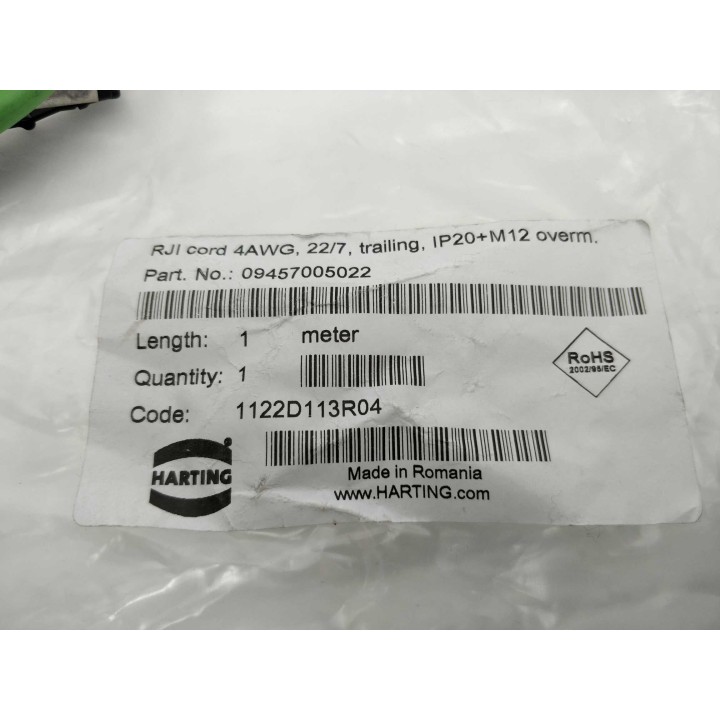 RJI cord 4AWG, 22/7, trailing, IP20+M12 overm.
Part. No.: 09457005022
Length: 1 meter
Quantity: 1
Code: 1122D113R04
RoHS
2002/95/EC
HARTING
®
Made in Romania
www.HARTING.com